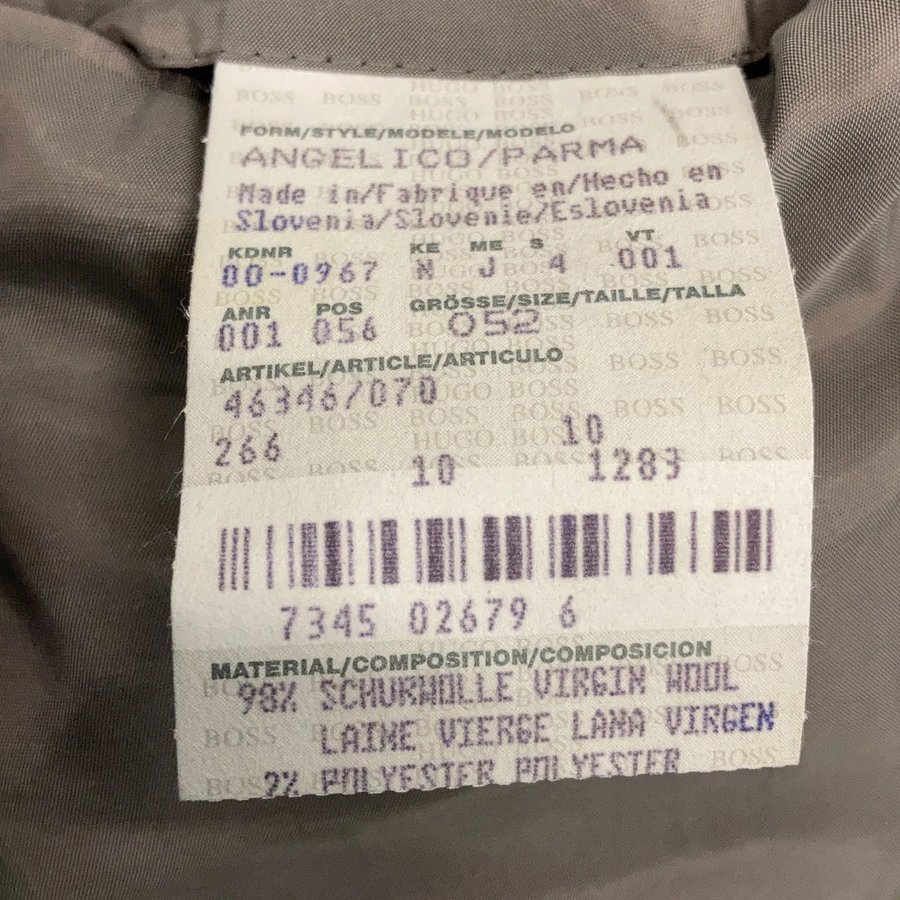 FORM/STYLE/MODELE/MODELO
ANGELICO/PARMA
Made in/Fabrique en/Hecho en
Slovenia/Slovenie/Eslovenia
KDNR KE ME S VT
00-0967 N J 4 001
ANR POS GRÖSSE/SIZE/TAILLE/TALLA
001 056 052
ARTIKEL/ARTICLE/ARTICULO
46346/070
266 10
10 1283
7345 02679 6
MATERIAL/COMPOSITION/COMPOSICION
98% SCHURWOLLE VIRGIN WOOL
LAINE VIERGE LANA VIRGEN
2% POLYESTER POLYESTER